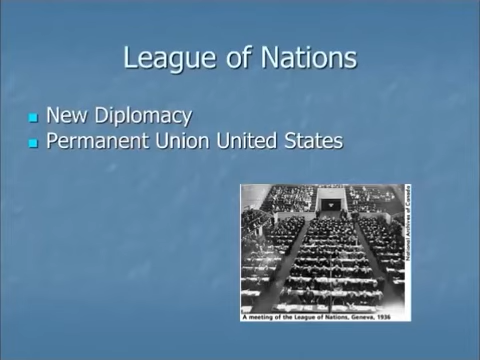 League of Nations
New Diplomacy
Permanent Union United States
National Archives of Canada
A meeting of the League of Nations, Geneva, 1936